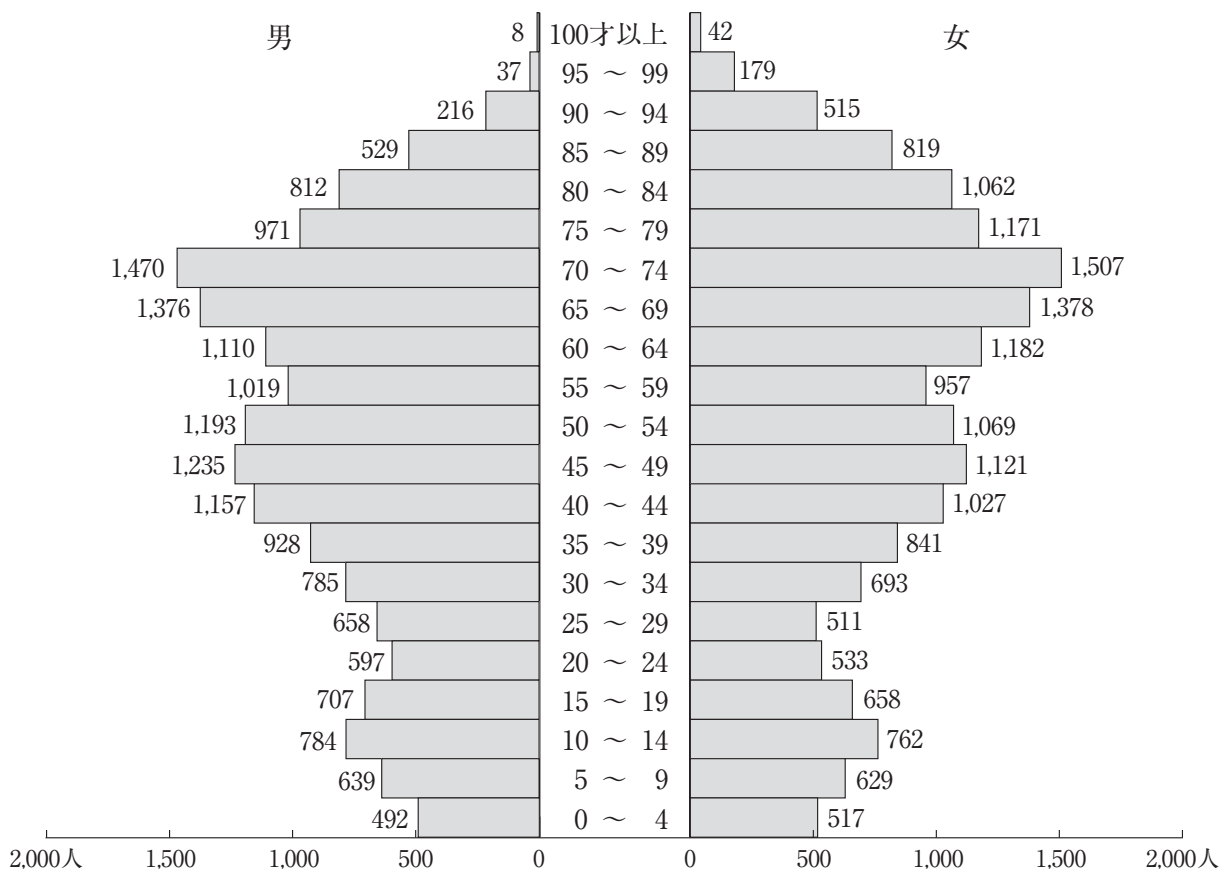 男 女
8 100才以上 42
37 95 ～ 99 179
216 90 ～ 94 515
529 85 ～ 89 819
812 80 ～ 84 1,062
971 75 ～ 79 1,171
1,470 70 ～ 74 1,507
1,376 65 ～ 69 1,378
1,110 60 ～ 64 1,182
1,019 55 ～ 59 957
1,193 50 ～ 54 1,069
1,235 45 ～ 49 1,121
1,157 40 ～ 44 1,027
928 35 ～ 39 841
785 30 ～ 34 693
658 25 ～ 29 511
597 20 ～ 24 533
707 15 ～ 19 658
784 10 ～ 14 762
639 5 ～ 9 629
492 0 ～ 4 517
2,000人 1,500 1,000 500 0 0 500 1,000 1,500 2,000人